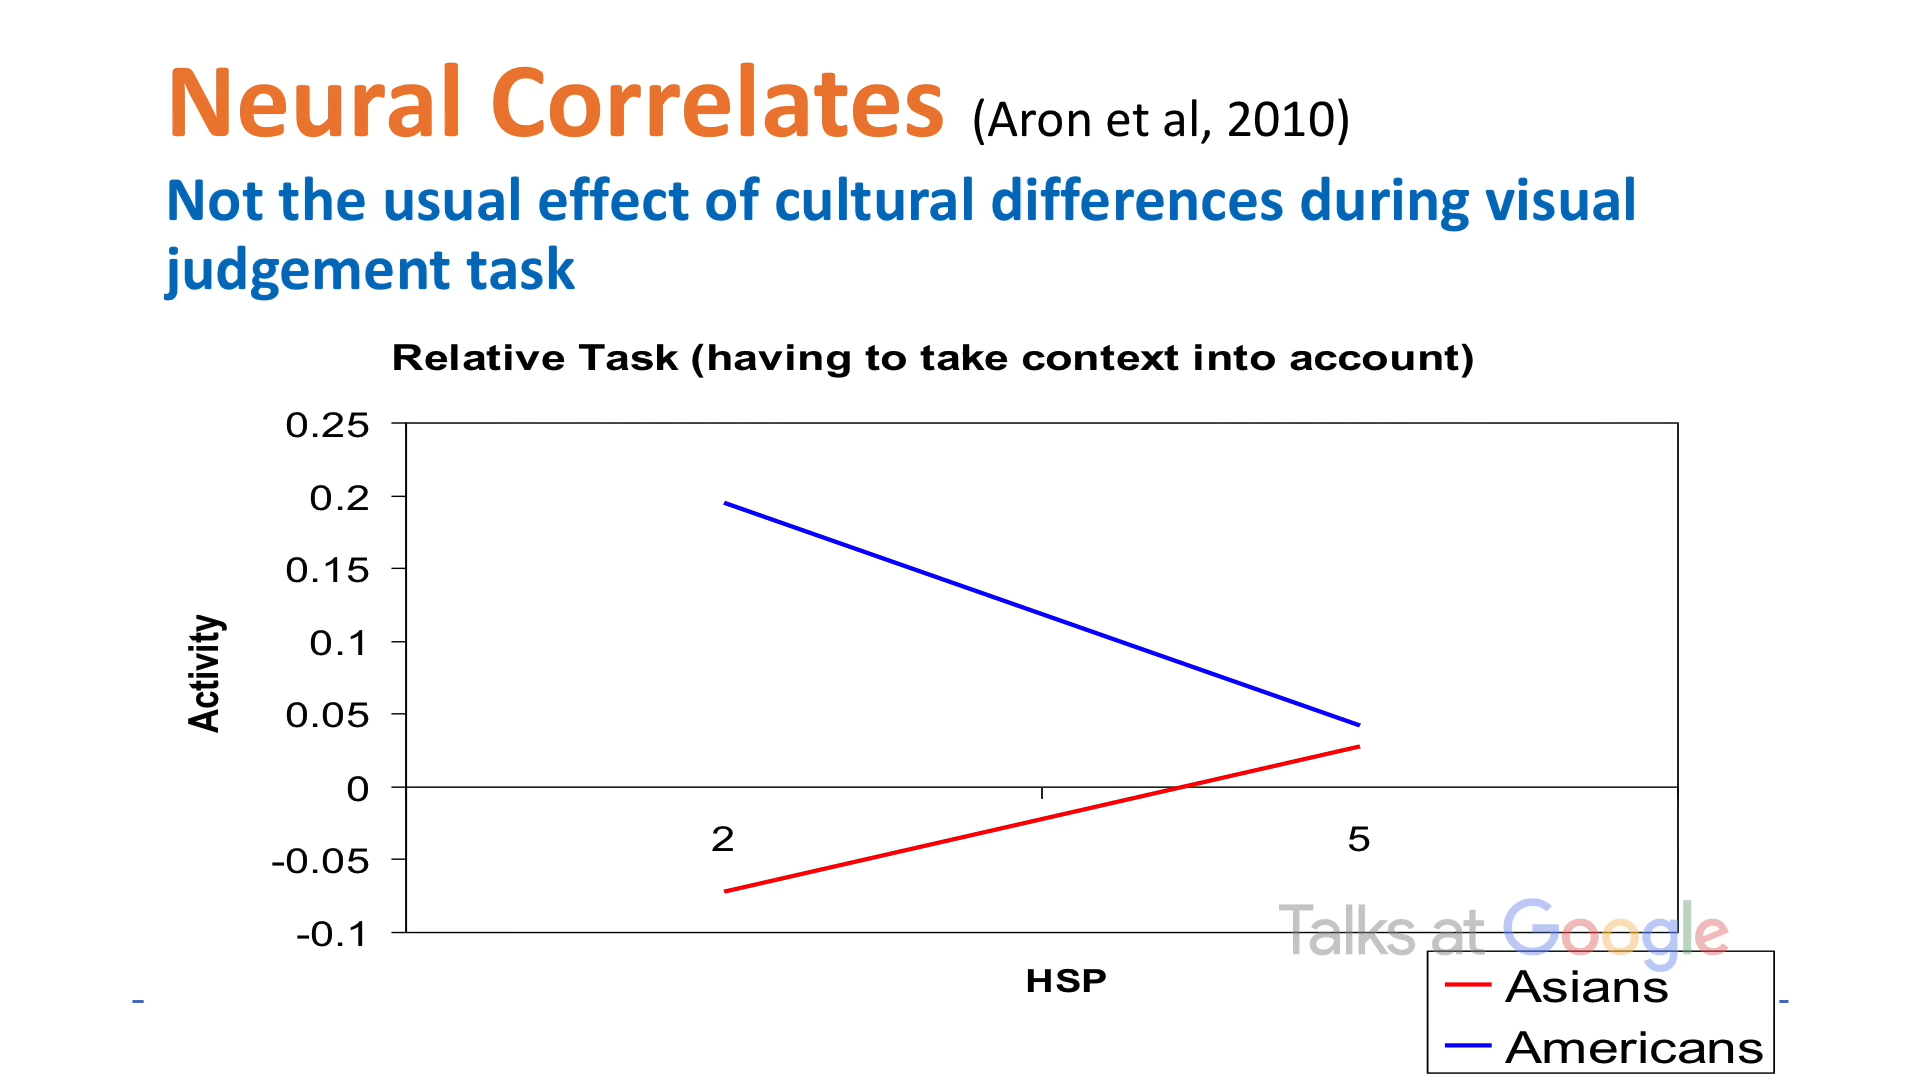 Neural Correlates (Aron et al, 2010)
Not the usual effect of cultural differences during visual
judgement task
Relative Task (having to take context into account)
0.25
0.2
0.15
0.1
0.05
0
-0.05
-0.1
Activity
2 5
HSP
Talks at Google
Asians
Americans